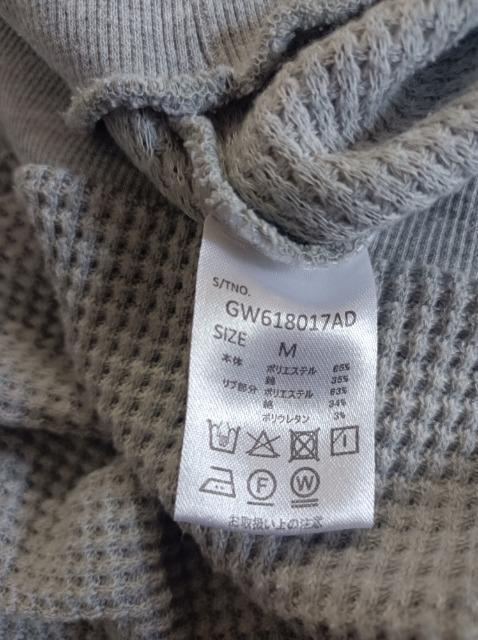 S/TNO.
GW618017AD
SIZE M
本体 ポリエステル 65%
綿 35%
リブ部分 ポリエステル 63%
綿 34%
ポリウレタン 3%
F W
お取扱い上の注意